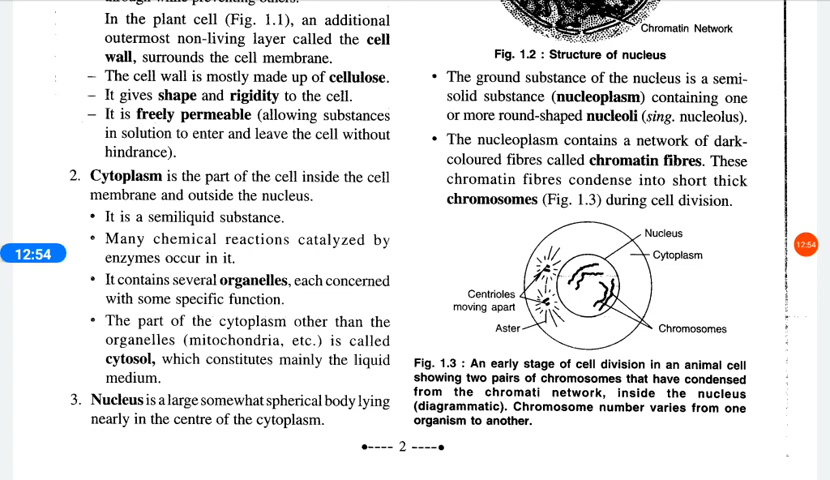 In the plant cell (Fig. 1.1), an additional
outermost non-living layer called the cell
wall, surrounds the cell membrane.
– The cell wall is mostly made up of cellulose.
– It gives shape and rigidity to the cell.
– It is freely permeable (allowing substances
in solution to enter and leave the cell without
hindrance).
2. Cytoplasm is the part of the cell inside the cell
membrane and outside the nucleus.
• It is a semiliquid substance.
• Many chemical reactions catalyzed by
enzymes occur in it.
• It contains several organelles, each concerned
with some specific function.
• The part of the cytoplasm other than the
organelles (mitochondria, etc.) is called
cytosol, which constitutes mainly the liquid
medium.
3. Nucleus is a large somewhat spherical body lying
nearly in the centre of the cytoplasm.
Chromatin Network
Fig. 1.2 : Structure of nucleus
• The ground substance of the nucleus is a semi-
solid substance (nucleoplasm) containing one
or more round-shaped nucleoli (sing. nucleolus).
• The nucleoplasm contains a network of dark-
coloured fibres called chromatin fibres. These
chromatin fibres condense into short thick
chromosomes (Fig. 1.3) during cell division.
Nucleus
Cytoplasm
Centrioles
moving apart
Aster
Chromosomes
Fig. 1.3 : An early stage of cell division in an animal cell
showing two pairs of chromosomes that have condensed
from the chromati network, inside the nucleus
(diagrammatic). Chromosome number varies from one
organism to another.
2
12:54
12:54